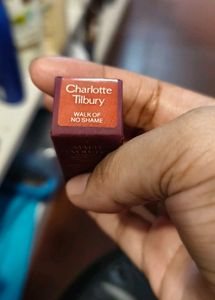 Charlotte
Tilbury
WALK OF
NO SHAME